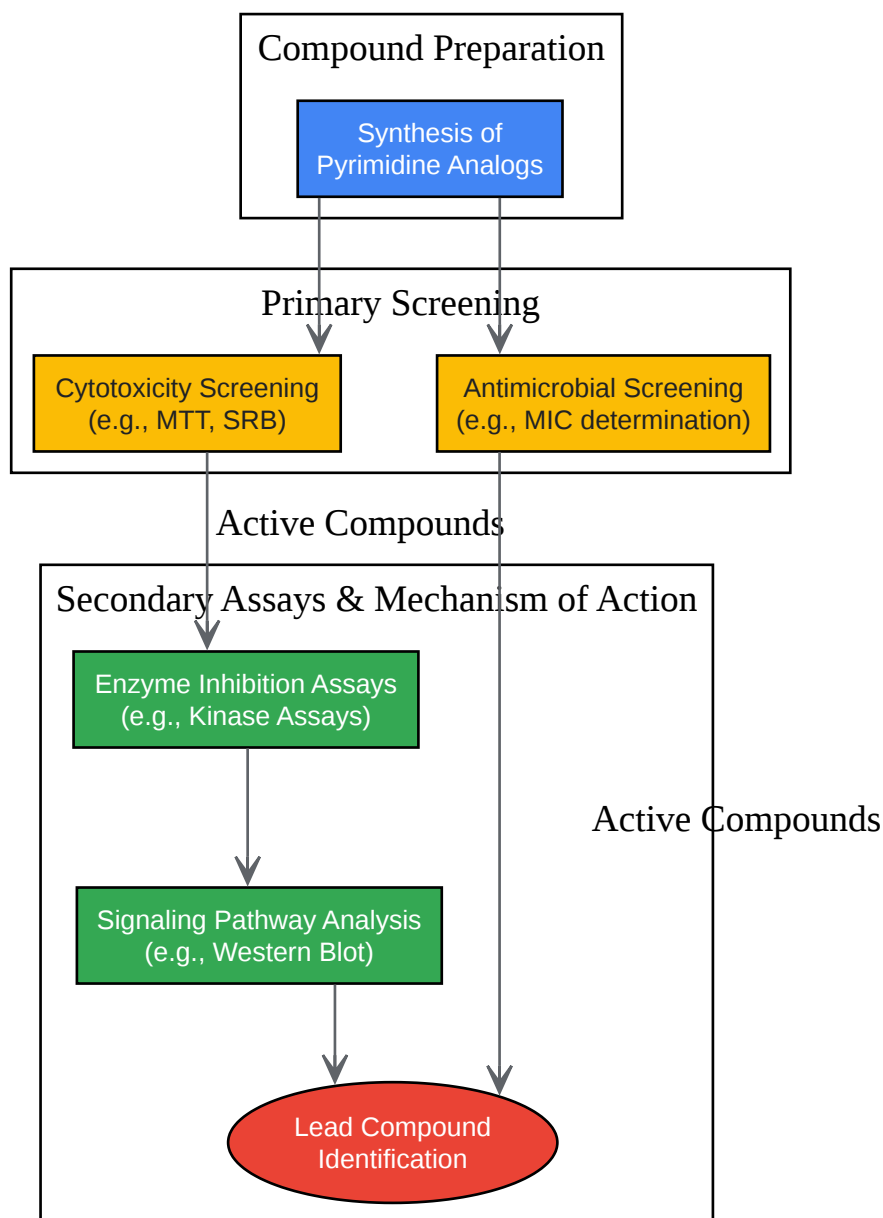 Compound Preparation
Synthesis of
Pyrimidine Analogs
Primary Screening
Cytotoxicity Screening
(e.g., MTT, SRB)
Antimicrobial Screening
(e.g., MIC determination)
Active Compounds
Secondary Assays & Mechanism of Action
Enzyme Inhibition Assays
(e.g., Kinase Assays)
Active Compounds
Signaling Pathway Analysis
(e.g., Western Blot)
Lead Compound
Identification